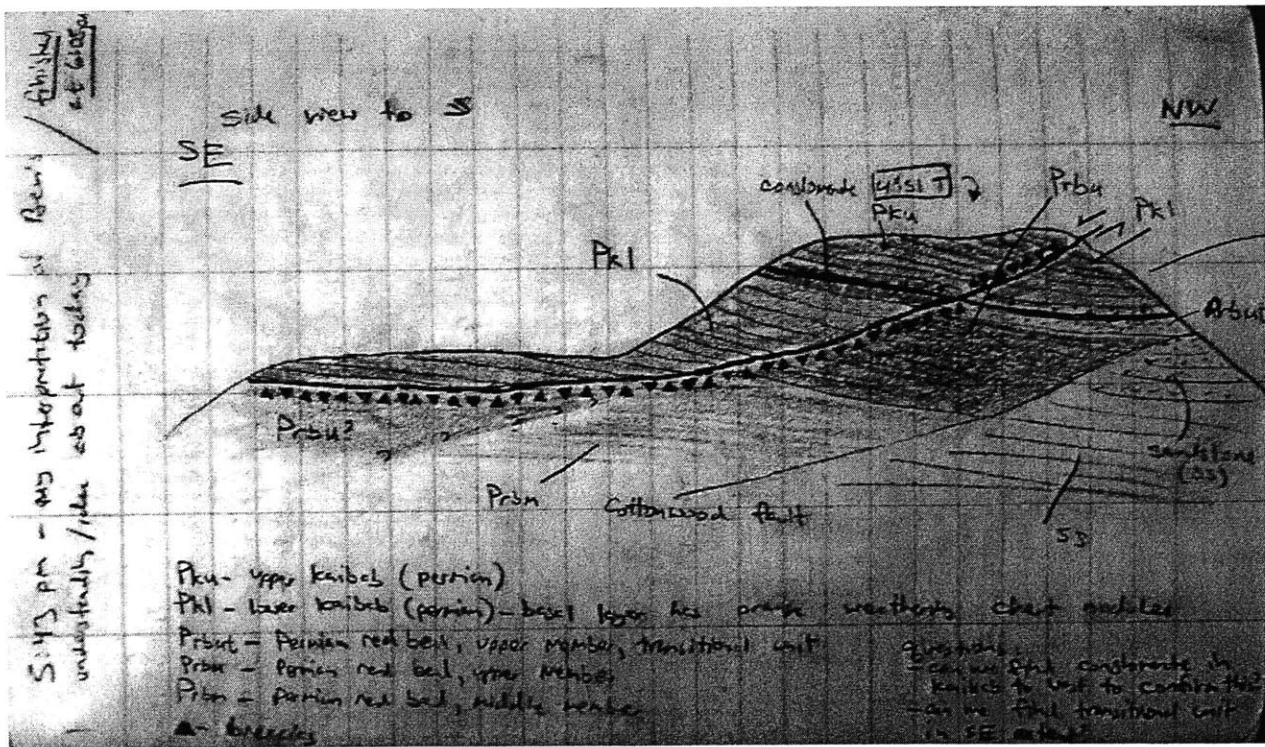 5:43 pm - my interpretation of Ben's / finished at 6:08pm
understanding/idea about today
Side view to S
SE
NW
conglomerate
Pku
Prbu
Pkl
Pkl
Prbut
Prbu?
?
Prbm
Cottonwood fault
sandstone
(SS)
SS
Pku - upper kaibab (permian)
Pkl - lower kaibab (permian) - basal layer has orange weathering chert nodules
Prbut - Permian red bed, upper member, transitional unit
Prbu - Permian red bed, upper member
Prbm - permian red bed, middle member
▲ - breccia
questions:
- can we find conglomerate in
kaibab to west to confirm this?
- can we find transitional unit
in SE